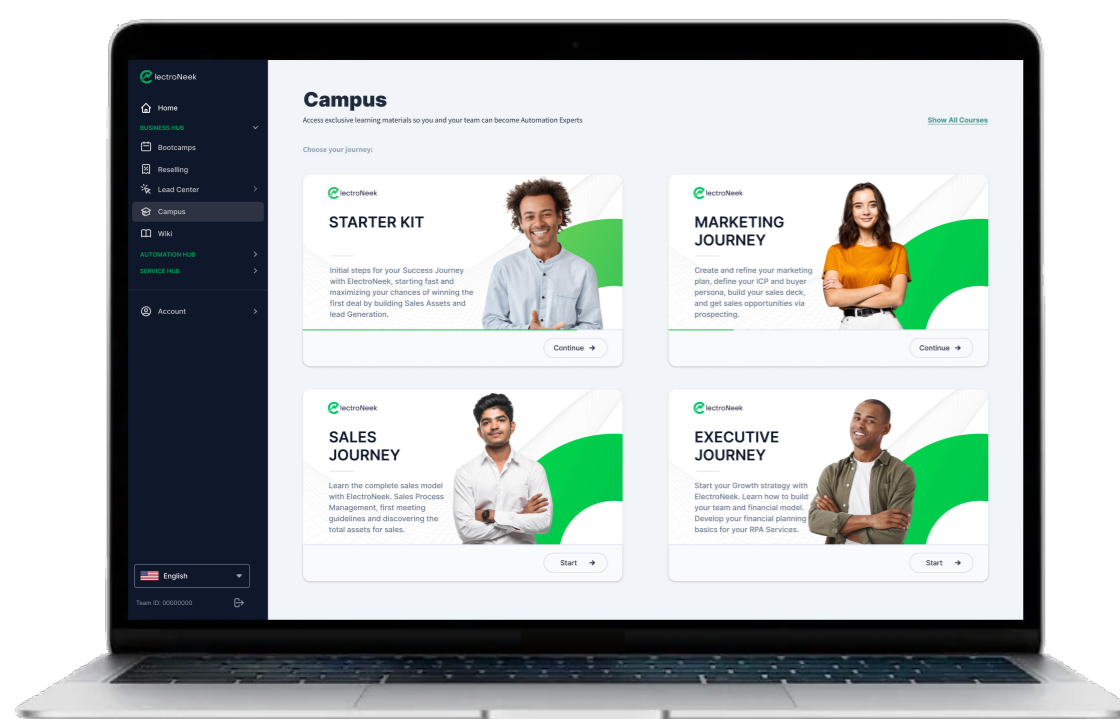 lectroNeek
Home
BUSINESS HUB
Bootcamps
Reselling
Lead Center
Campus
Wiki
AUTOMATION HUB
SERVICE HUB
Account
English
Team ID: 00000000
Campus
Access exclusive learning materials so you and your team can become Automation Experts
Show All Courses
Choose your journey:
lectroNeek
STARTER KIT
Initial steps for your Success Journey
with ElectroNeek, starting fast and
maximizing your chances of winning the
first deal by building Sales Assets and
lead Generation.
Continue
lectroNeek
MARKETING
JOURNEY
Create and refine your marketing
plan, define your ICP and buyer
persona, build your sales deck,
and get sales opportunities via
prospecting.
Continue
lectroNeek
SALES
JOURNEY
Learn the complete sales model
with ElectroNeek. Sales Process
Management, first meeting
guidelines and discovering the
total assets for sales.
Start
lectroNeek
EXECUTIVE
JOURNEY
Start your Growth strategy with
ElectroNeek. Learn how to build
your team and financial model.
Develop your financial planning
basics for your RPA Services.
Start